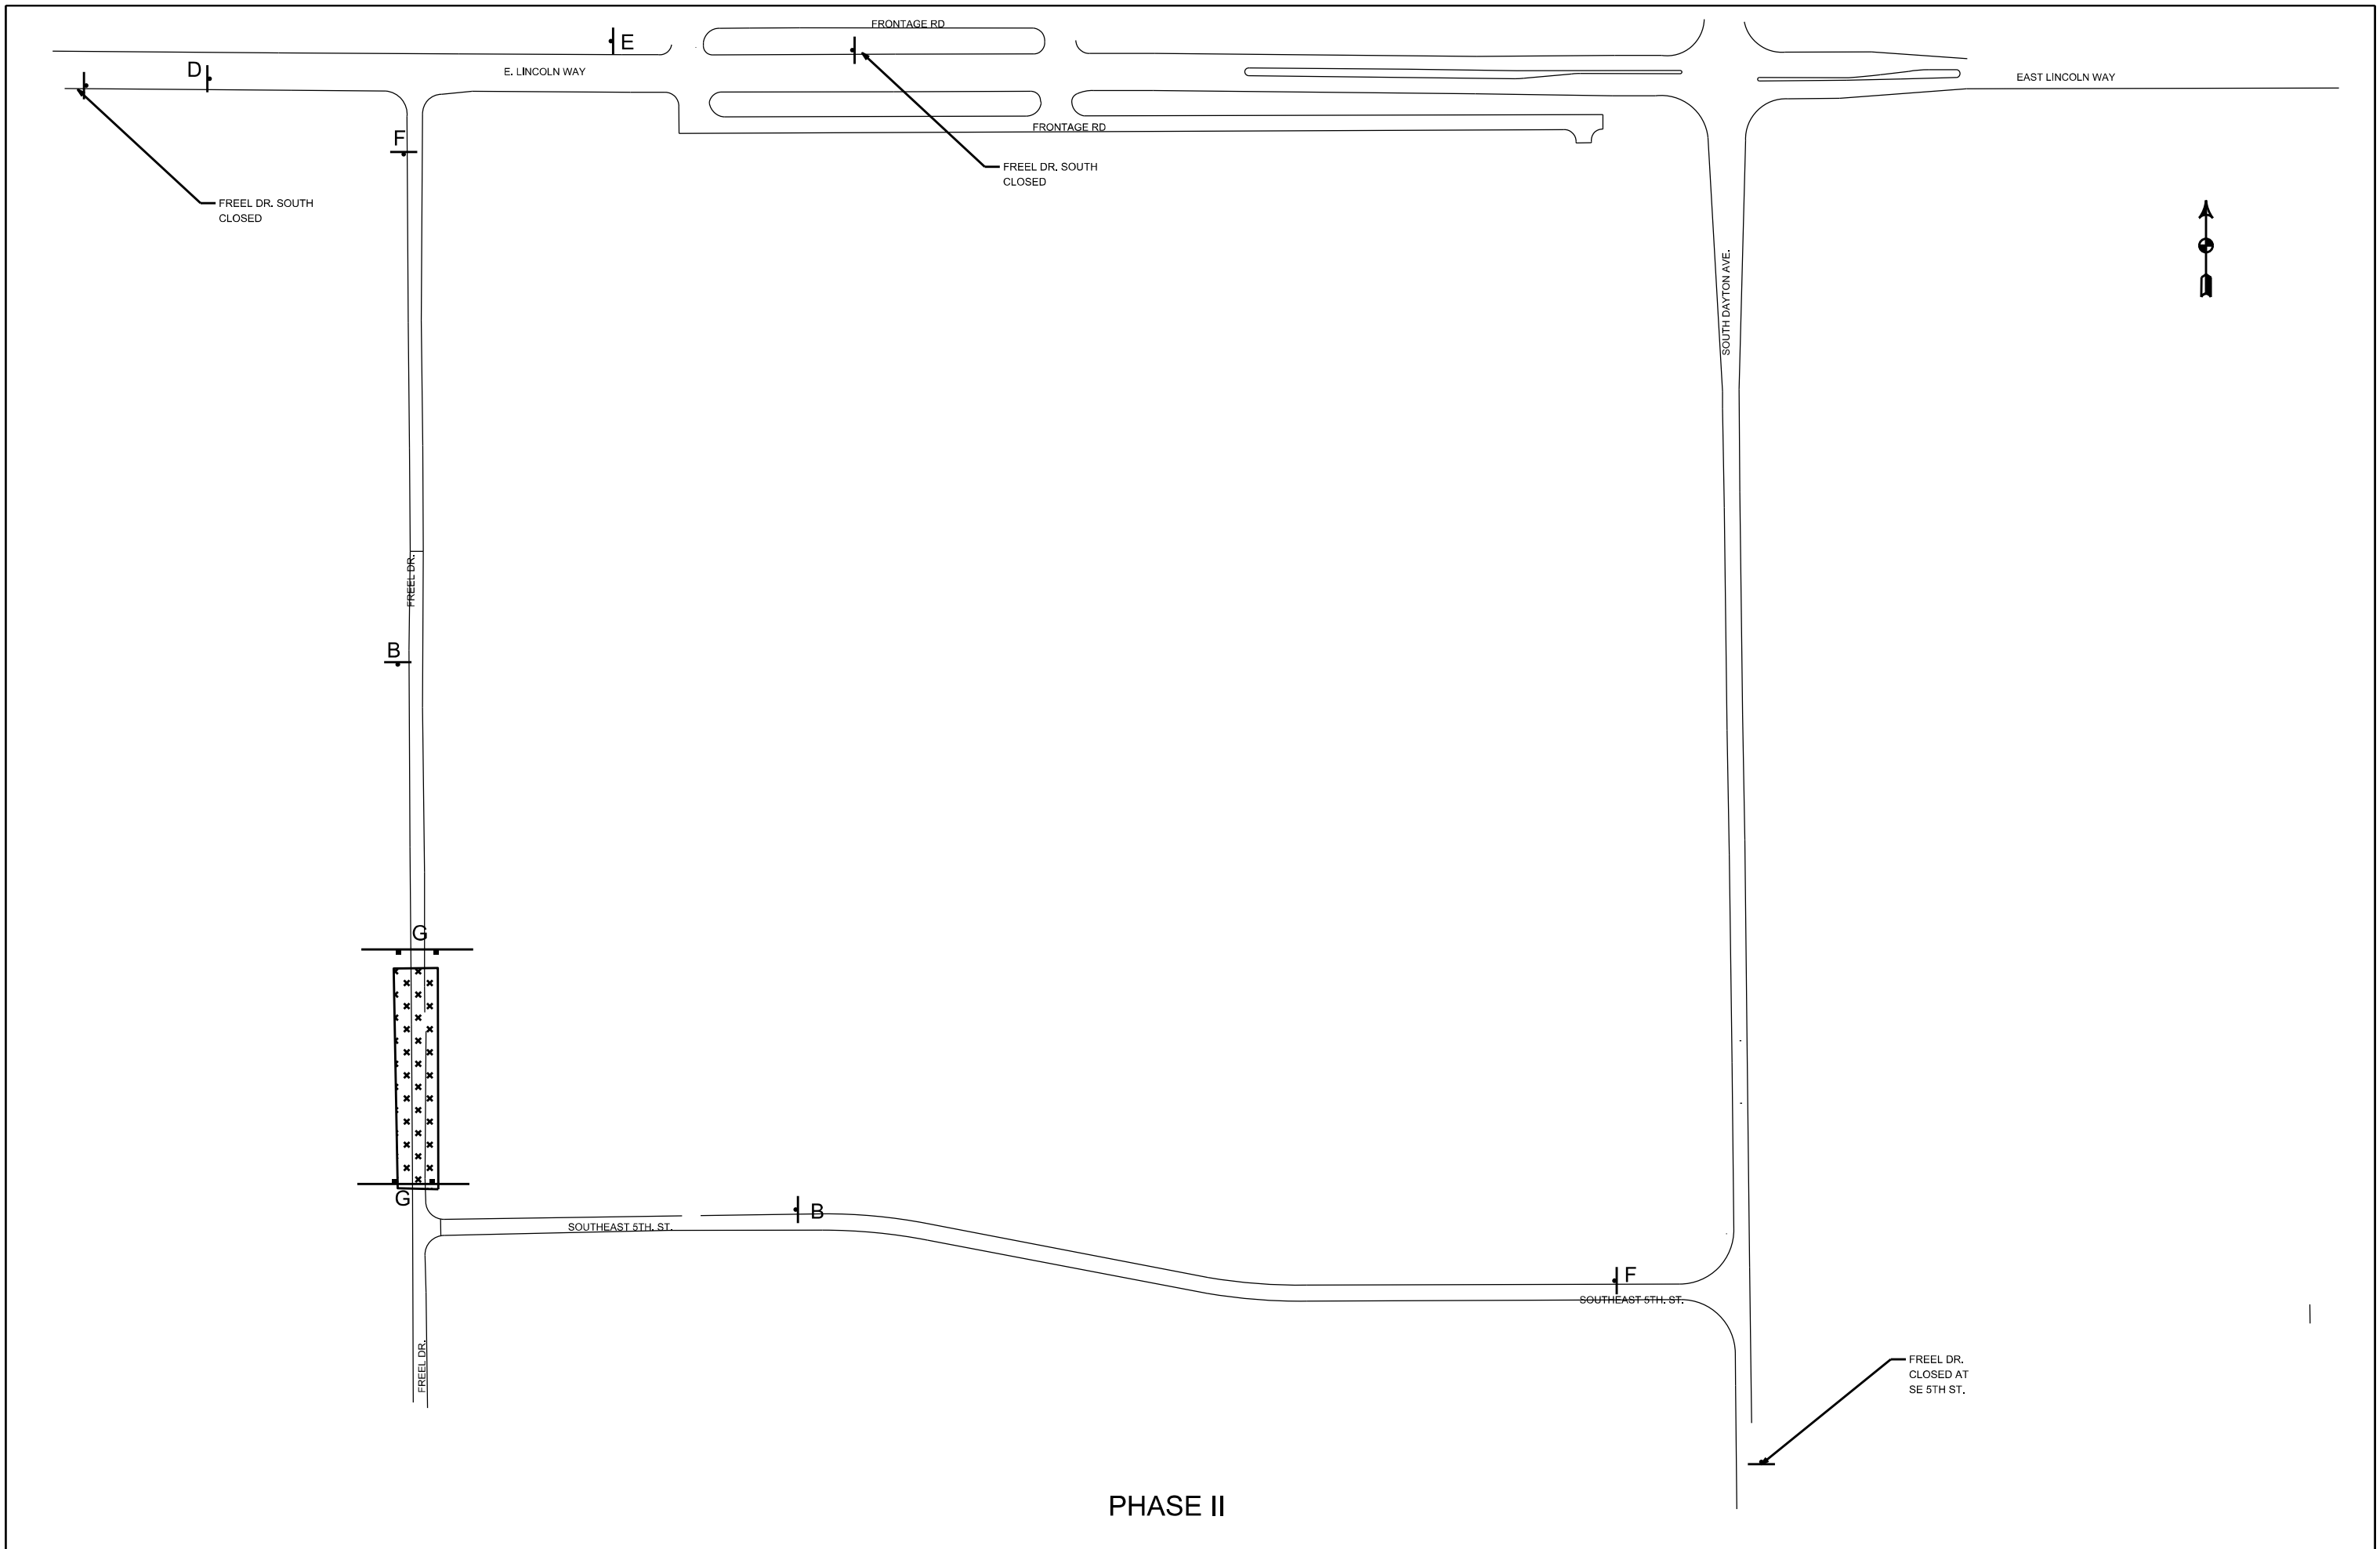 FRONTAGE RD
E
D
E. LINCOLN WAY
EAST LINCOLN WAY
FRONTAGE RD
F
FREEL DR. SOUTH
CLOSED
FREEL DR. SOUTH
CLOSED
SOUTH DAYTON AVE.
FREEL DR.
B
G
G
B
SOUTHEAST 5TH. ST.
F
SOUTHEAST 5TH. ST.
FREEL DR.
FREEL DR.
CLOSED AT
SE 5TH ST.
PHASE II